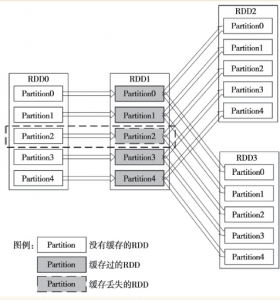 RDD0
Partition0
Partition1
Partition2
Partition3
Partition4
RDD1
Partition0
Partition1
Partition2
Partition3
Partition4
RDD2
Partition0
Partition1
Partition2
Partition3
Partition4
RDD3
Partition0
Partition1
Partition2
Partition3
Partition4
图例： Partition 没有缓存的RDD
Partition 缓存过的RDD
Partition 缓存丢失的RDD